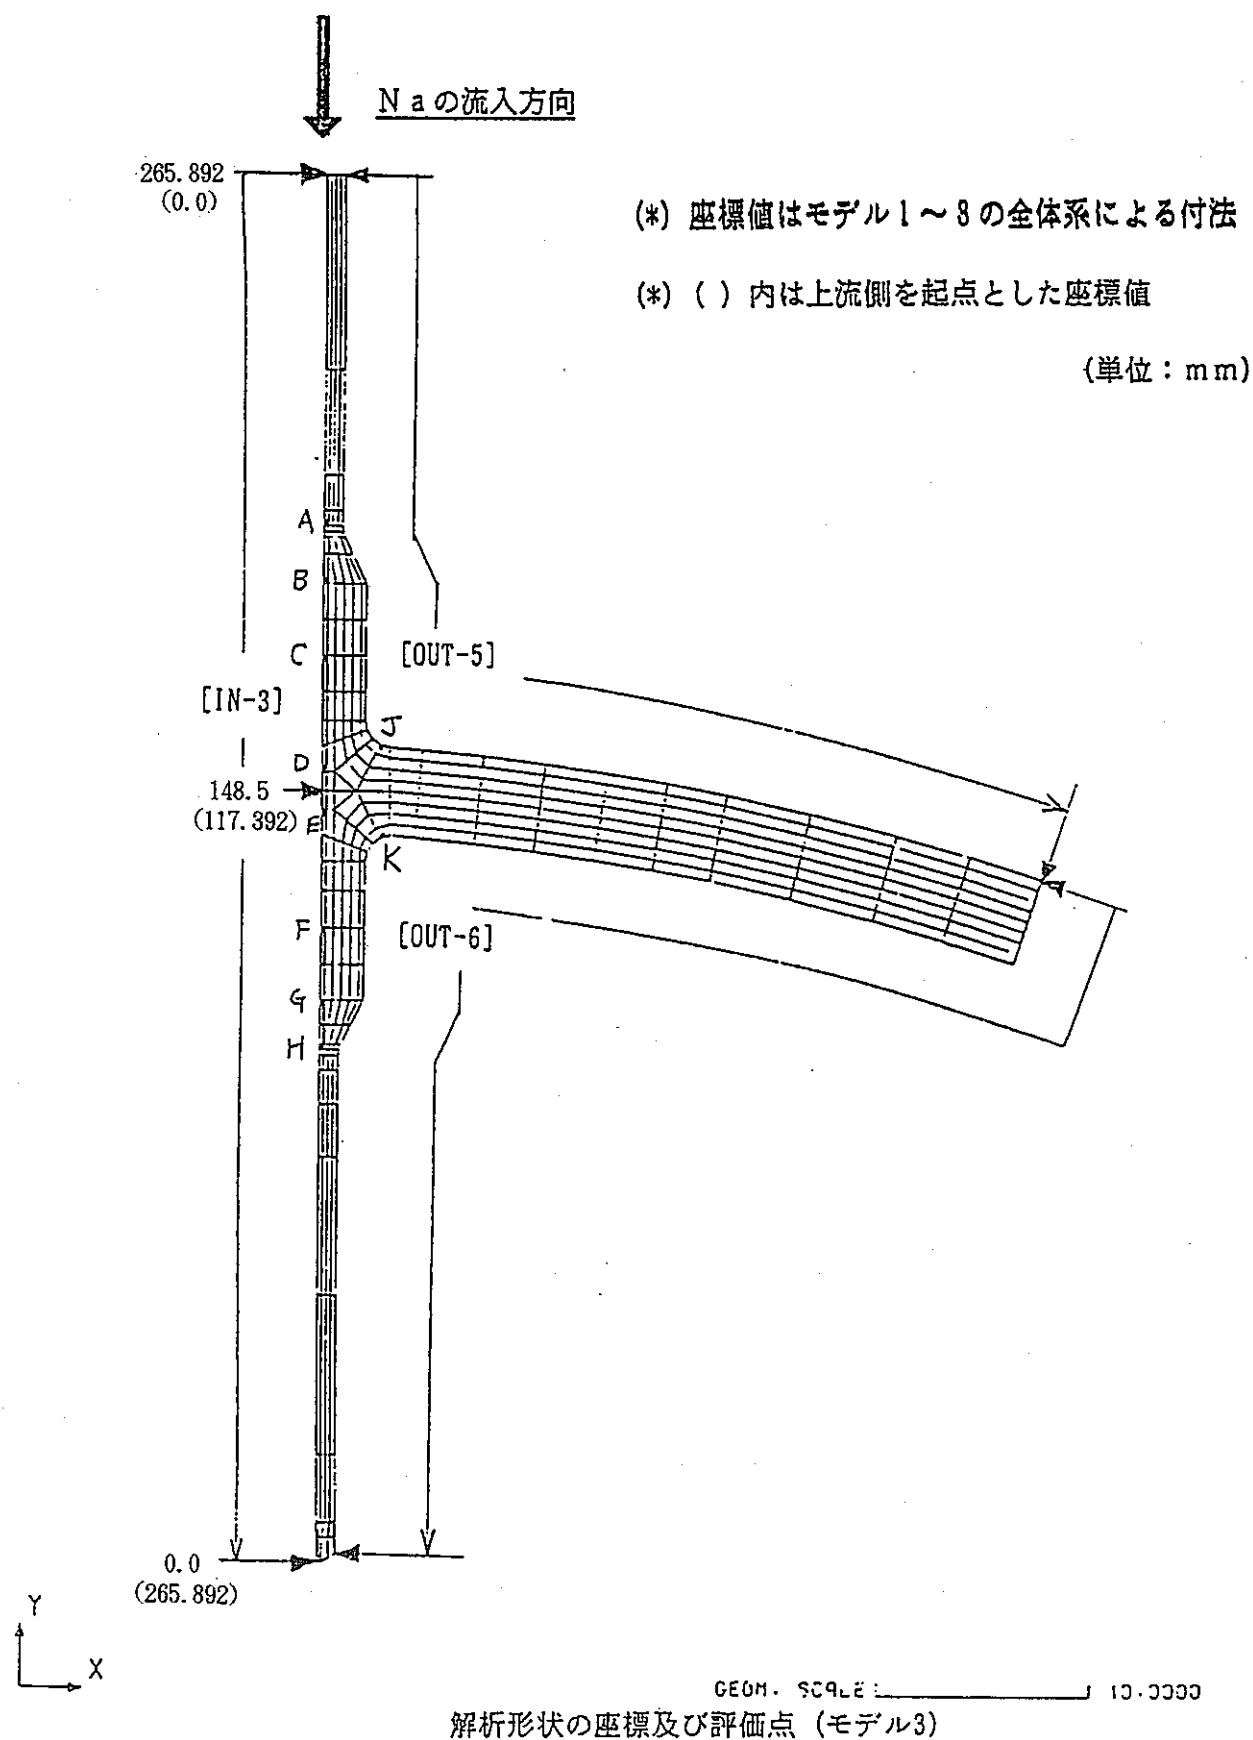 Naの流入方向
265.892
(0.0)
(*) 座標値はモデル1～3の全体系による付法
(*) ( ) 内は上流側を起点とした座標値
(単位：mm)
A
B
C
[OUT-5]
[IN-3]
J
D
148.5
(117.392)
E
K
F
[OUT-6]
G
H
0.0
(265.892)
Y
X
GEOM. SCALE:
解析形状の座標及び評価点 (モデル3)